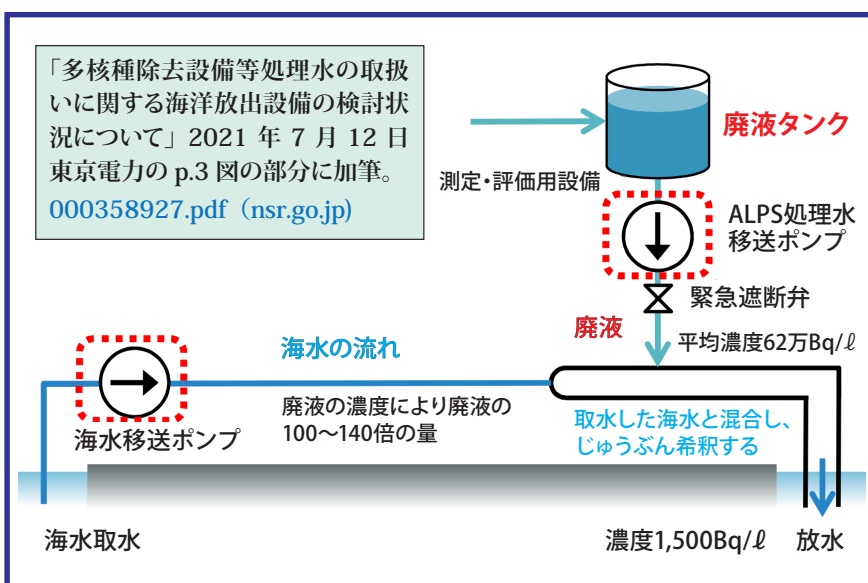 「多核種除去設備等処理水の取扱
いに関する海洋放出設備の検討状
況について」2021 年 7 月 12 日
東京電力の p.3 図の部分に加筆。
000358927.pdf（nsr.go.jp)
廃液タンク
測定・評価用設備
ALPS処理水
移送ポンプ
緊急遮断弁
廃液
平均濃度62万Bq/ℓ
海水の流れ
廃液の濃度により廃液の
100〜140倍の量
海水移送ポンプ
取水した海水と混合し、
じゅうぶん希釈する
海水取水
濃度1,500Bq/ℓ
放水